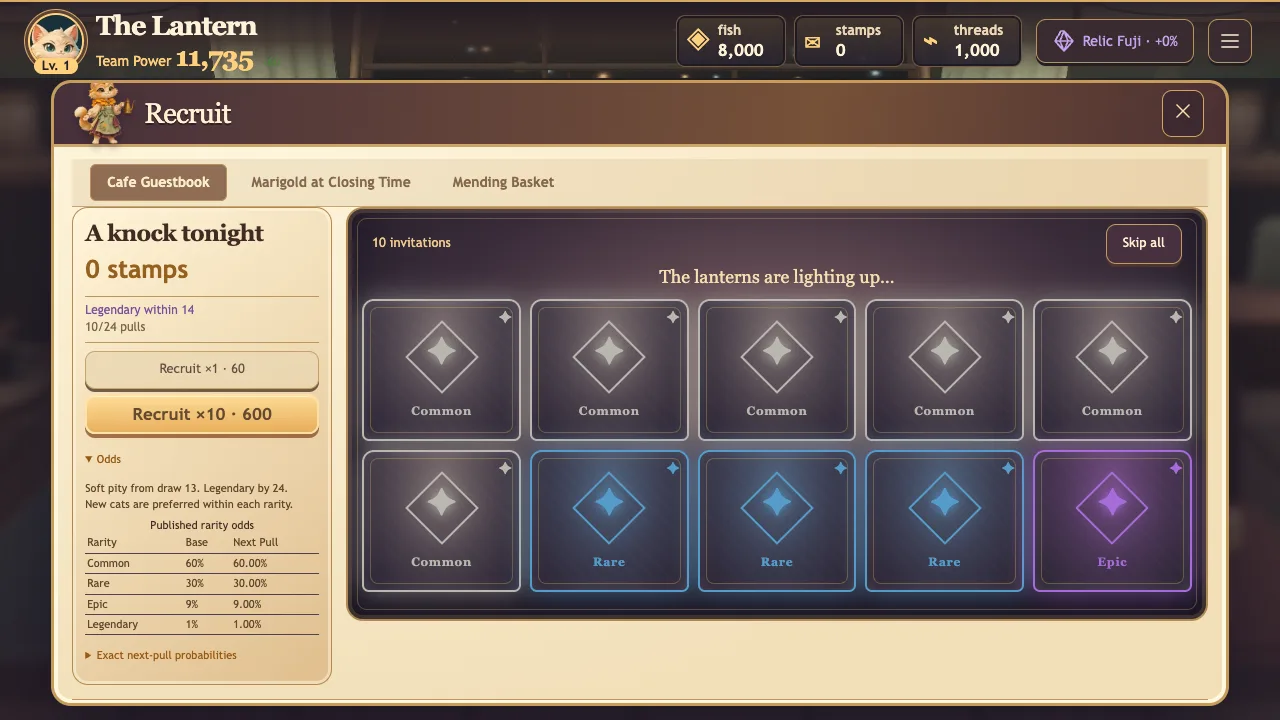 The Lantern
Team Power 11,735
Lv. 1
fish
8,000
stamps
0
threads
1,000
Relic Fuji · +0%
Recruit
Cafe Guestbook
Marigold at Closing Time
Mending Basket
A knock tonight
0 stamps
Legendary within 14
10/24 pulls
Recruit ×1 · 60
Recruit ×10 · 600
▼ Odds
Soft pity from draw 13. Legendary by 24.
New cats are preferred within each rarity.
Published rarity odds
Rarity Base Next Pull
Common 60% 60.00%
Rare 30% 30.00%
Epic 9% 9.00%
Legendary 1% 1.00%
▶ Exact next-pull probabilities
10 invitations
Skip all
The lanterns are lighting up...
Common
Common
Common
Common
Common
Common
Rare
Rare
Rare
Epic